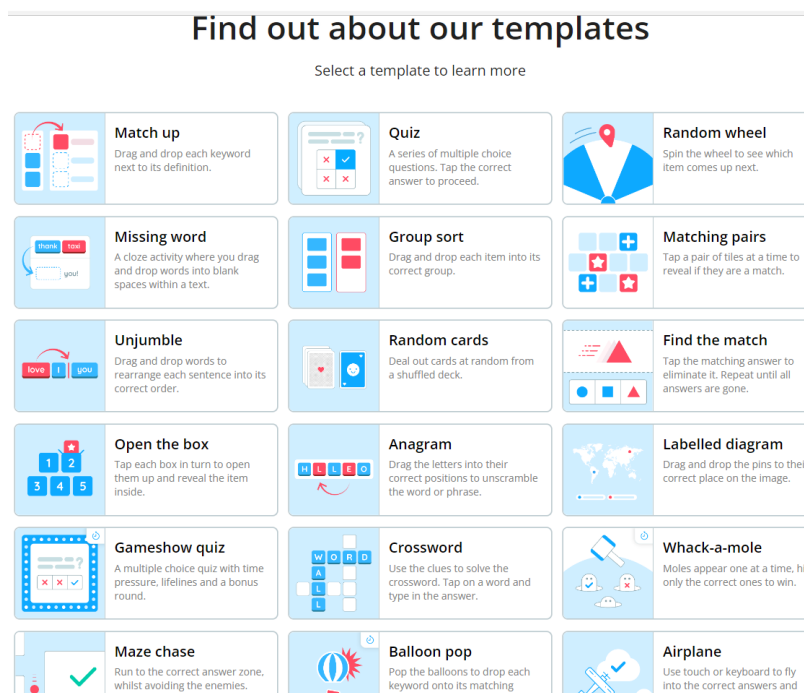 Find out about our templates
Select a template to learn more
Match up
Drag and drop each keyword
next to its definition.
Quiz
A series of multiple choice
questions. Tap the correct
answer to proceed.
Random wheel
Spin the wheel to see which
item comes up next.
thank taxi
you!
Missing word
A cloze activity where you drag
and drop words into blank
spaces within a text.
Group sort
Drag and drop each item into its
correct group.
Matching pairs
Tap a pair of tiles at a time to
reveal if they are a match.
love I you
Unjumble
Drag and drop words to
rearrange each sentence into its
correct order.
Random cards
Deal out cards at random from
a shuffled deck.
Find the match
Tap the matching answer to
eliminate it. Repeat until all
answers are gone.
1 2
3 4 5
Open the box
Tap each box in turn to open
them up and reveal the item
inside.
H L L E O
Anagram
Drag the letters into their
correct positions to unscramble
the word or phrase.
Labelled diagram
Drag and drop the pins to their
correct place on the image.
?
Gameshow quiz
A multiple choice quiz with time
pressure, lifelines and a bonus
round.
W O R D
A
L
L
Crossword
Use the clues to solve the
crossword. Tap on a word and
type in the answer.
Whack-a-mole
Moles appear one at a time, hi
only the correct ones to win.
Maze chase
Run to the correct answer zone,
whilst avoiding the enemies.
Balloon pop
Pop the balloons to drop each
keyword onto its matching
Airplane
Use touch or keyboard to fly
into the correct answers and